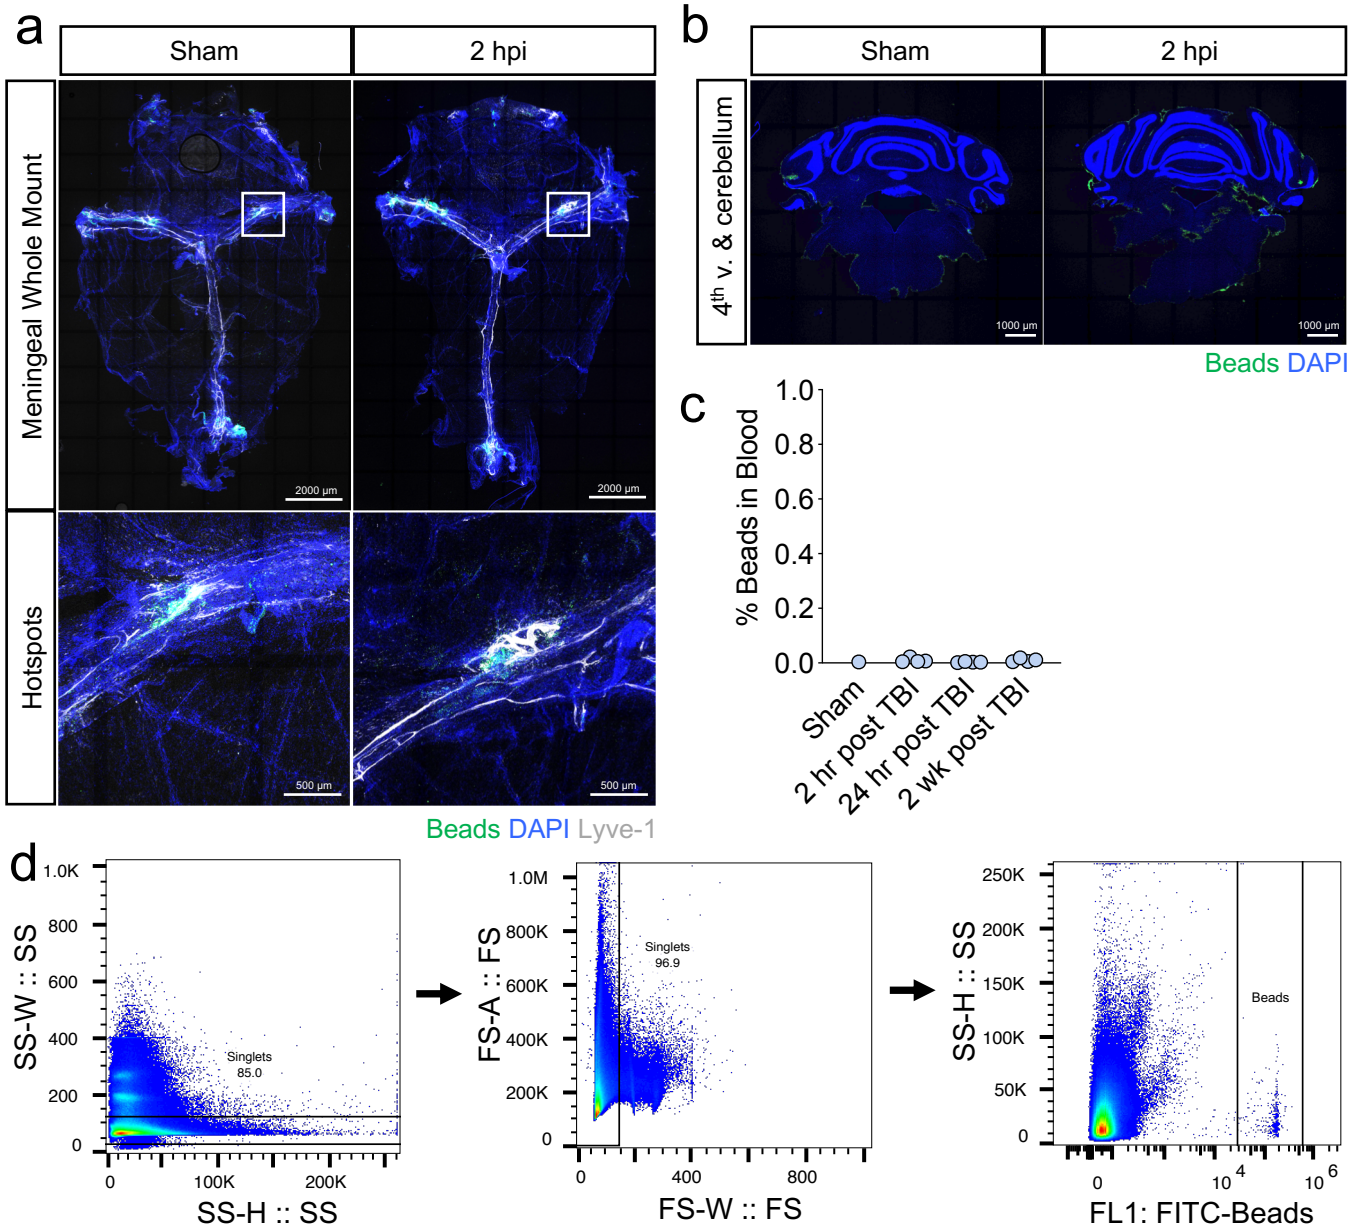 a
Sham
2 hpi
Meningeal Whole Mount
2000 µm
2000 µm
Hotspots
500 µm
500 µm
Beads DAPI Lyve-1
b
Sham
2 hpi
4th v. & cerebellum
1000 µm
1000 µm
Beads DAPI
c
% Beads in Blood
1.0
0.8
0.6
0.4
0.2
0.0
Sham
2 hr post TBI
24 hr post TBI
2 wk post TBI
d
SS-W :: SS
1.0K
800
600
400
200
0
Singlets
85.0
0
100K
200K
SS-H :: SS
FS-A :: FS
1.0M
800K
600K
400K
200K
0
Singlets
96.9
0
400
800
FS-W :: FS
SS-H :: SS
250K
200K
150K
100K
50K
0
Beads
0
10 4
10 6
FL1: FITC-Beads